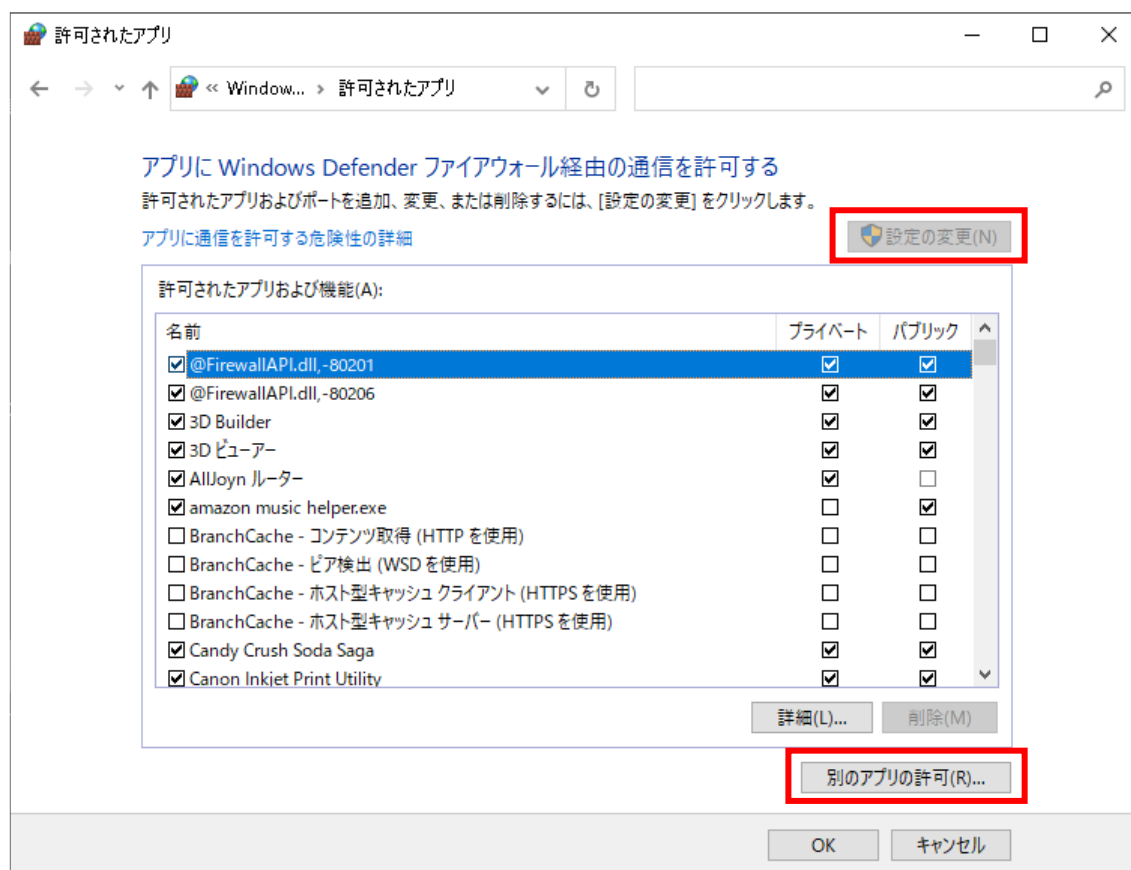 許可されたアプリ
« Window... › 許可されたアプリ
アプリに Windows Defender ファイアウォール経由の通信を許可する
許可されたアプリおよびポートを追加、変更、または削除するには、[設定の変更] をクリックします。
アプリに通信を許可する危険性の詳細
設定の変更(N)
許可されたアプリおよび機能(A):
名前 プライベート パブリック
@FirewallAPI.dll,-80201
@FirewallAPI.dll,-80206
3D Builder
3D ビューアー
AllJoyn ルーター
amazon music helper.exe
BranchCache - コンテンツ取得 (HTTP を使用)
BranchCache - ピア検出 (WSD を使用)
BranchCache - ホスト型キャッシュ クライアント (HTTPS を使用)
BranchCache - ホスト型キャッシュ サーバー (HTTPS を使用)
Candy Crush Soda Saga
Canon Inkjet Print Utility
詳細(L)... 削除(M)
別のアプリの許可(R)...
OK キャンセル